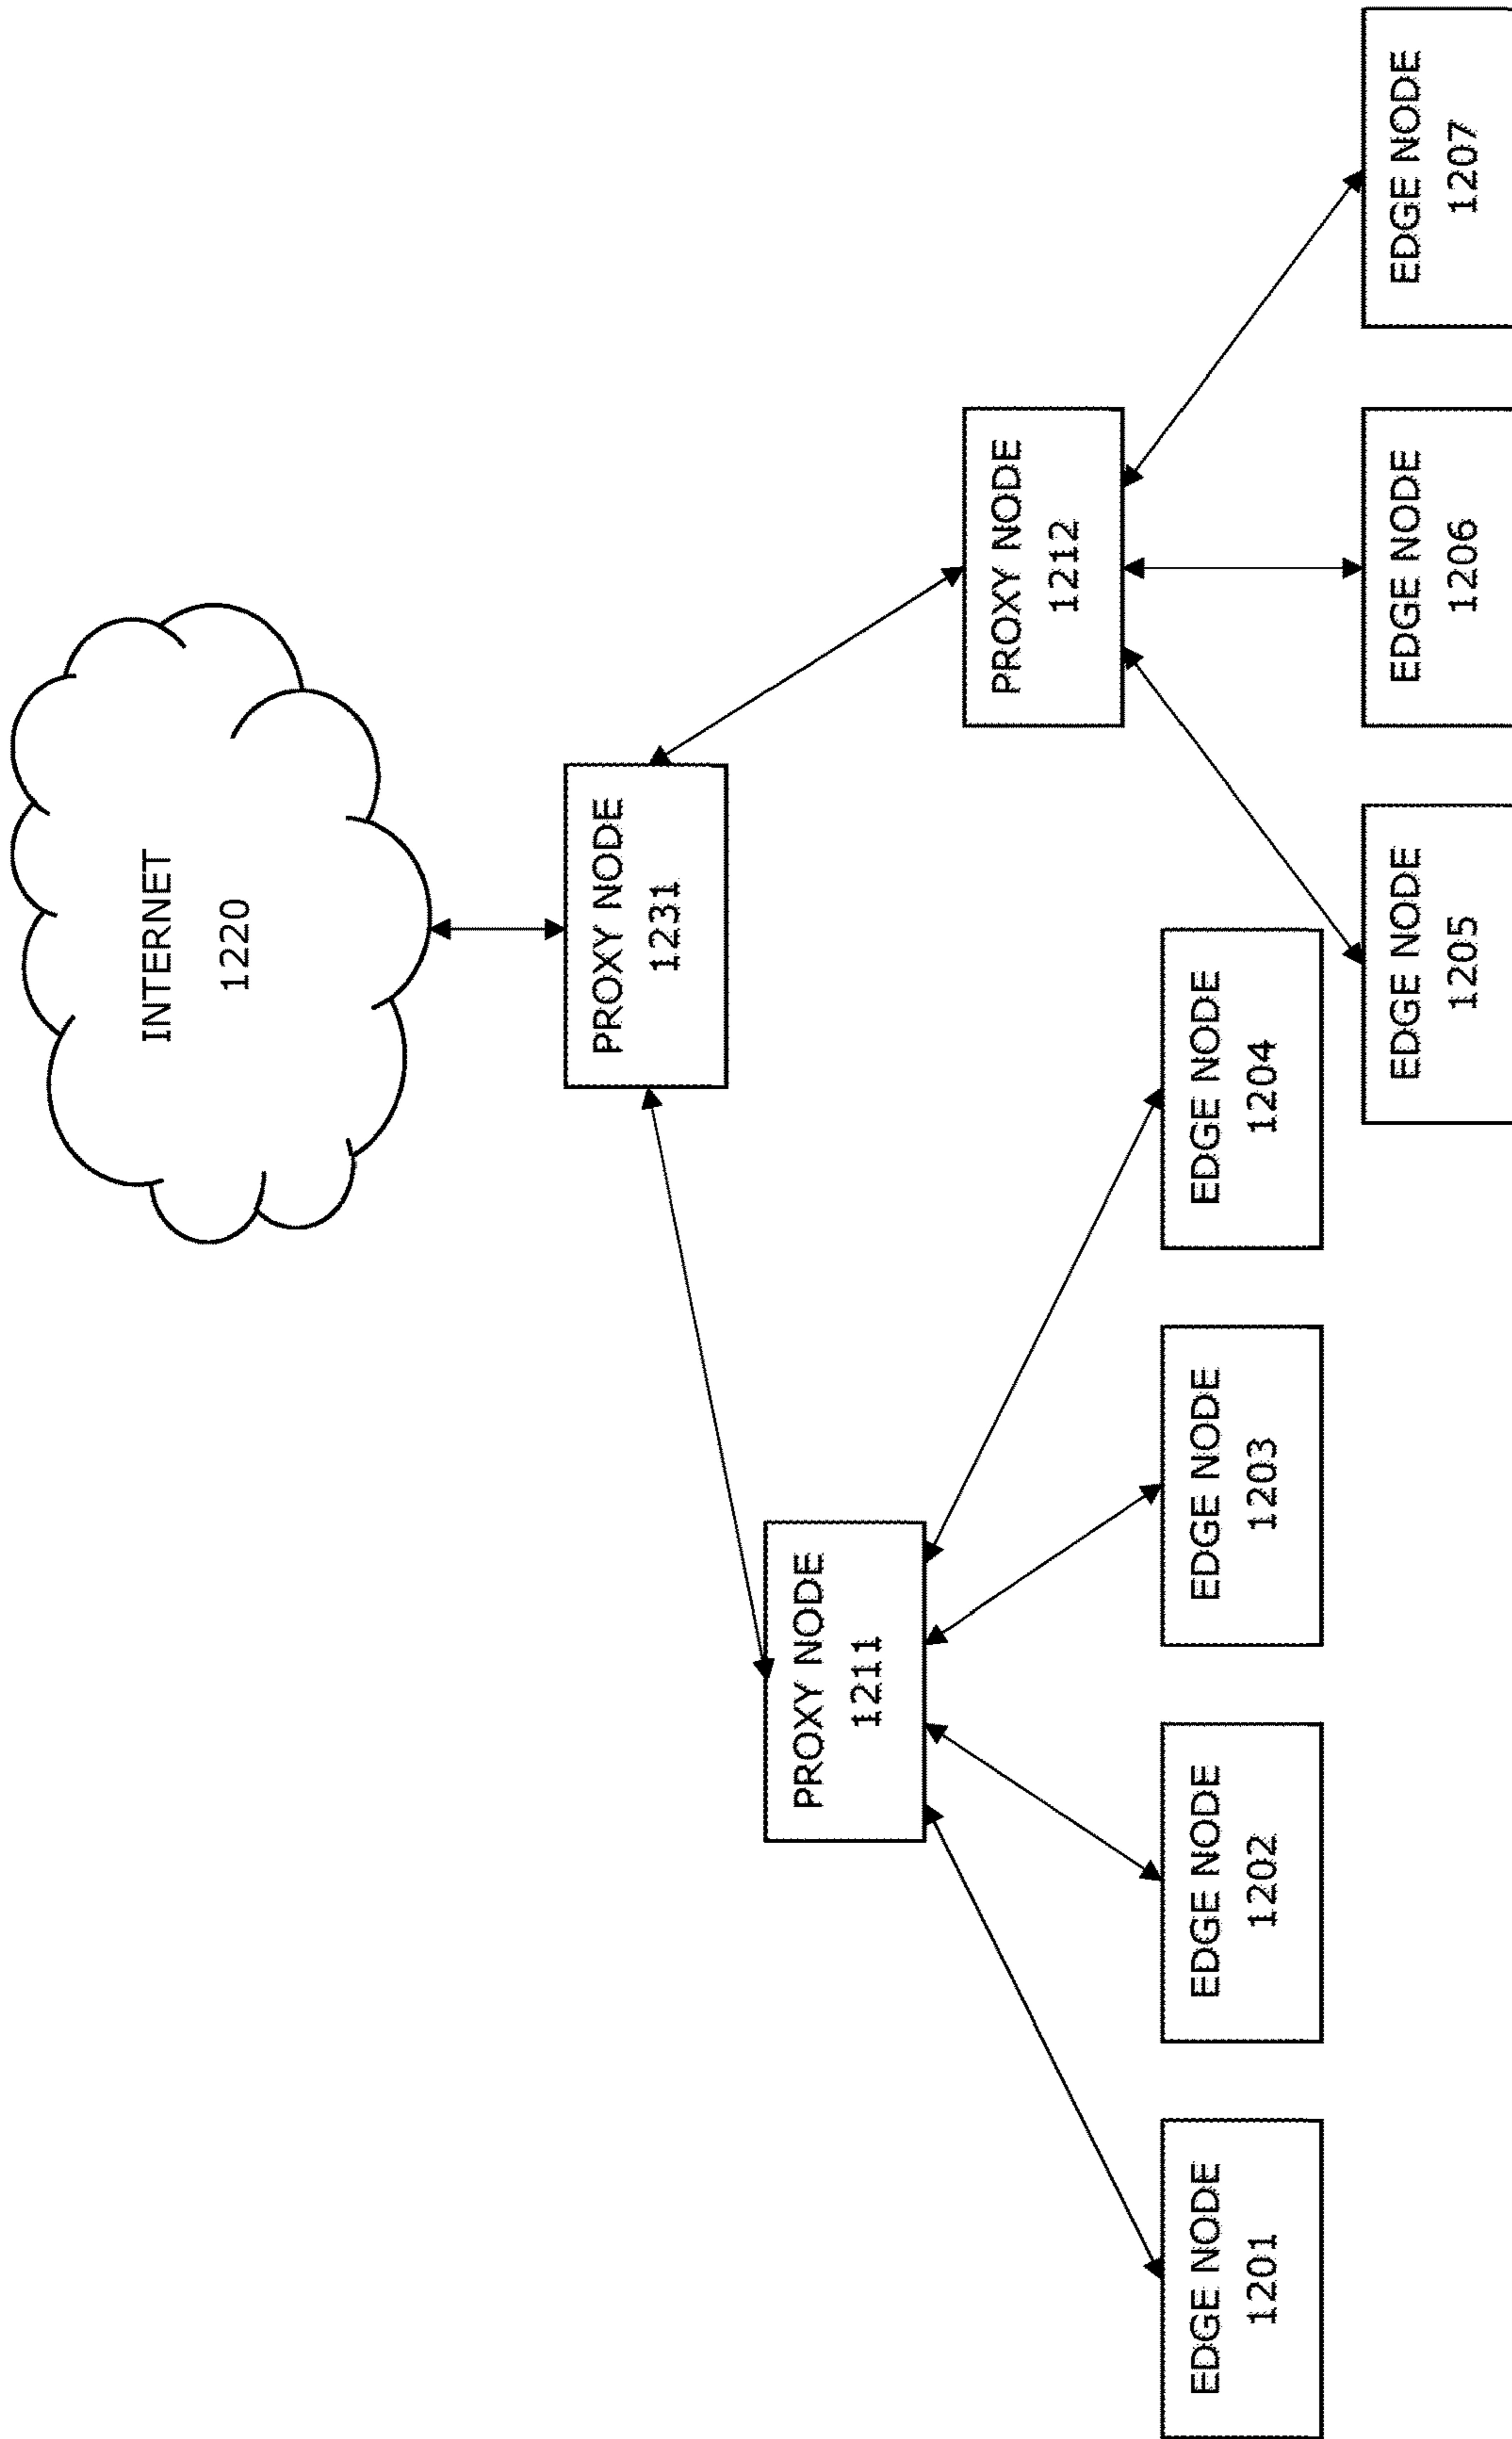 INTERNET
1220
PROXY NODE
1231
PROXY NODE
1211
PROXY NODE
1212
EDGE NODE
1201
EDGE NODE
1202
EDGE NODE
1203
EDGE NODE
1204
EDGE NODE
1205
EDGE NODE
1206
EDGE NODE
1207